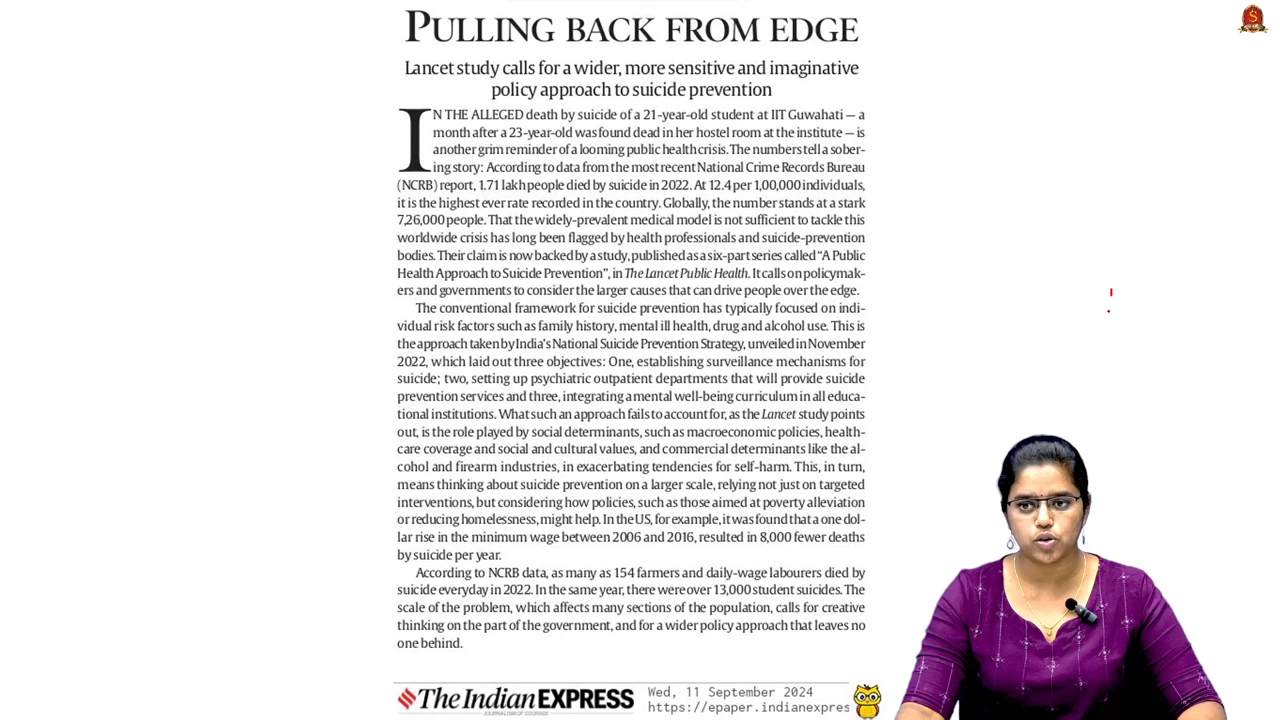 PULLING BACK FROM EDGE
Lancet study calls for a wider, more sensitive and imaginative
policy approach to suicide prevention
IN THE ALLEGED death by suicide of a 21-year-old student at IIT Guwahati — a
month after a 23-year-old was found dead in her hostel room at the institute — is
another grim reminder of a looming public health crisis. The numbers tell a sober-
ing story: According to data from the most recent National Crime Records Bureau
(NCRB) report, 1.71 lakh people died by suicide in 2022. At 12.4 per 1,00,000 individuals,
it is the highest ever rate recorded in the country. Globally, the number stands at a stark
7,26,000 people. That the widely-prevalent medical model is not sufficient to tackle this
worldwide crisis has long been flagged by health professionals and suicide-prevention
bodies. Their claim is now backed by a study, published as a six-part series called “A Public
Health Approach to Suicide Prevention”, in The Lancet Public Health. It calls on policymak-
ers and governments to consider the larger causes that can drive people over the edge.
The conventional framework for suicide prevention has typically focused on indi-
vidual risk factors such as family history, mental ill health, drug and alcohol use. This is
the approach taken by India’s National Suicide Prevention Strategy, unveiled in November
2022, which laid out three objectives: One, establishing surveillance mechanisms for
suicide; two, setting up psychiatric outpatient departments that will provide suicide
prevention services and three, integrating a mental well-being curriculum in all educa-
tional institutions. What such an approach fails to account for, as the Lancet study points
out, is the role played by social determinants, such as macroeconomic policies, health-
care coverage and social and cultural values, and commercial determinants like the al-
cohol and firearm industries, in exacerbating tendencies for self-harm. This, in turn,
means thinking about suicide prevention on a larger scale, relying not just on targeted
interventions, but considering how policies, such as those aimed at poverty alleviation
or reducing homelessness, might help. In the US, for example, it was found that a one dol-
lar rise in the minimum wage between 2006 and 2016, resulted in 8,000 fewer deaths
by suicide per year.
According to NCRB data, as many as 154 farmers and daily-wage labourers died by
suicide everyday in 2022. In the same year, there were over 13,000 student suicides. The
scale of the problem, which affects many sections of the population, calls for creative
thinking on the part of the government, and for a wider policy approach that leaves no
one behind.
The Indian EXPRESS
JOURNALISM OF COURAGE
Wed, 11 September 2024
https://epaper.indianexpres